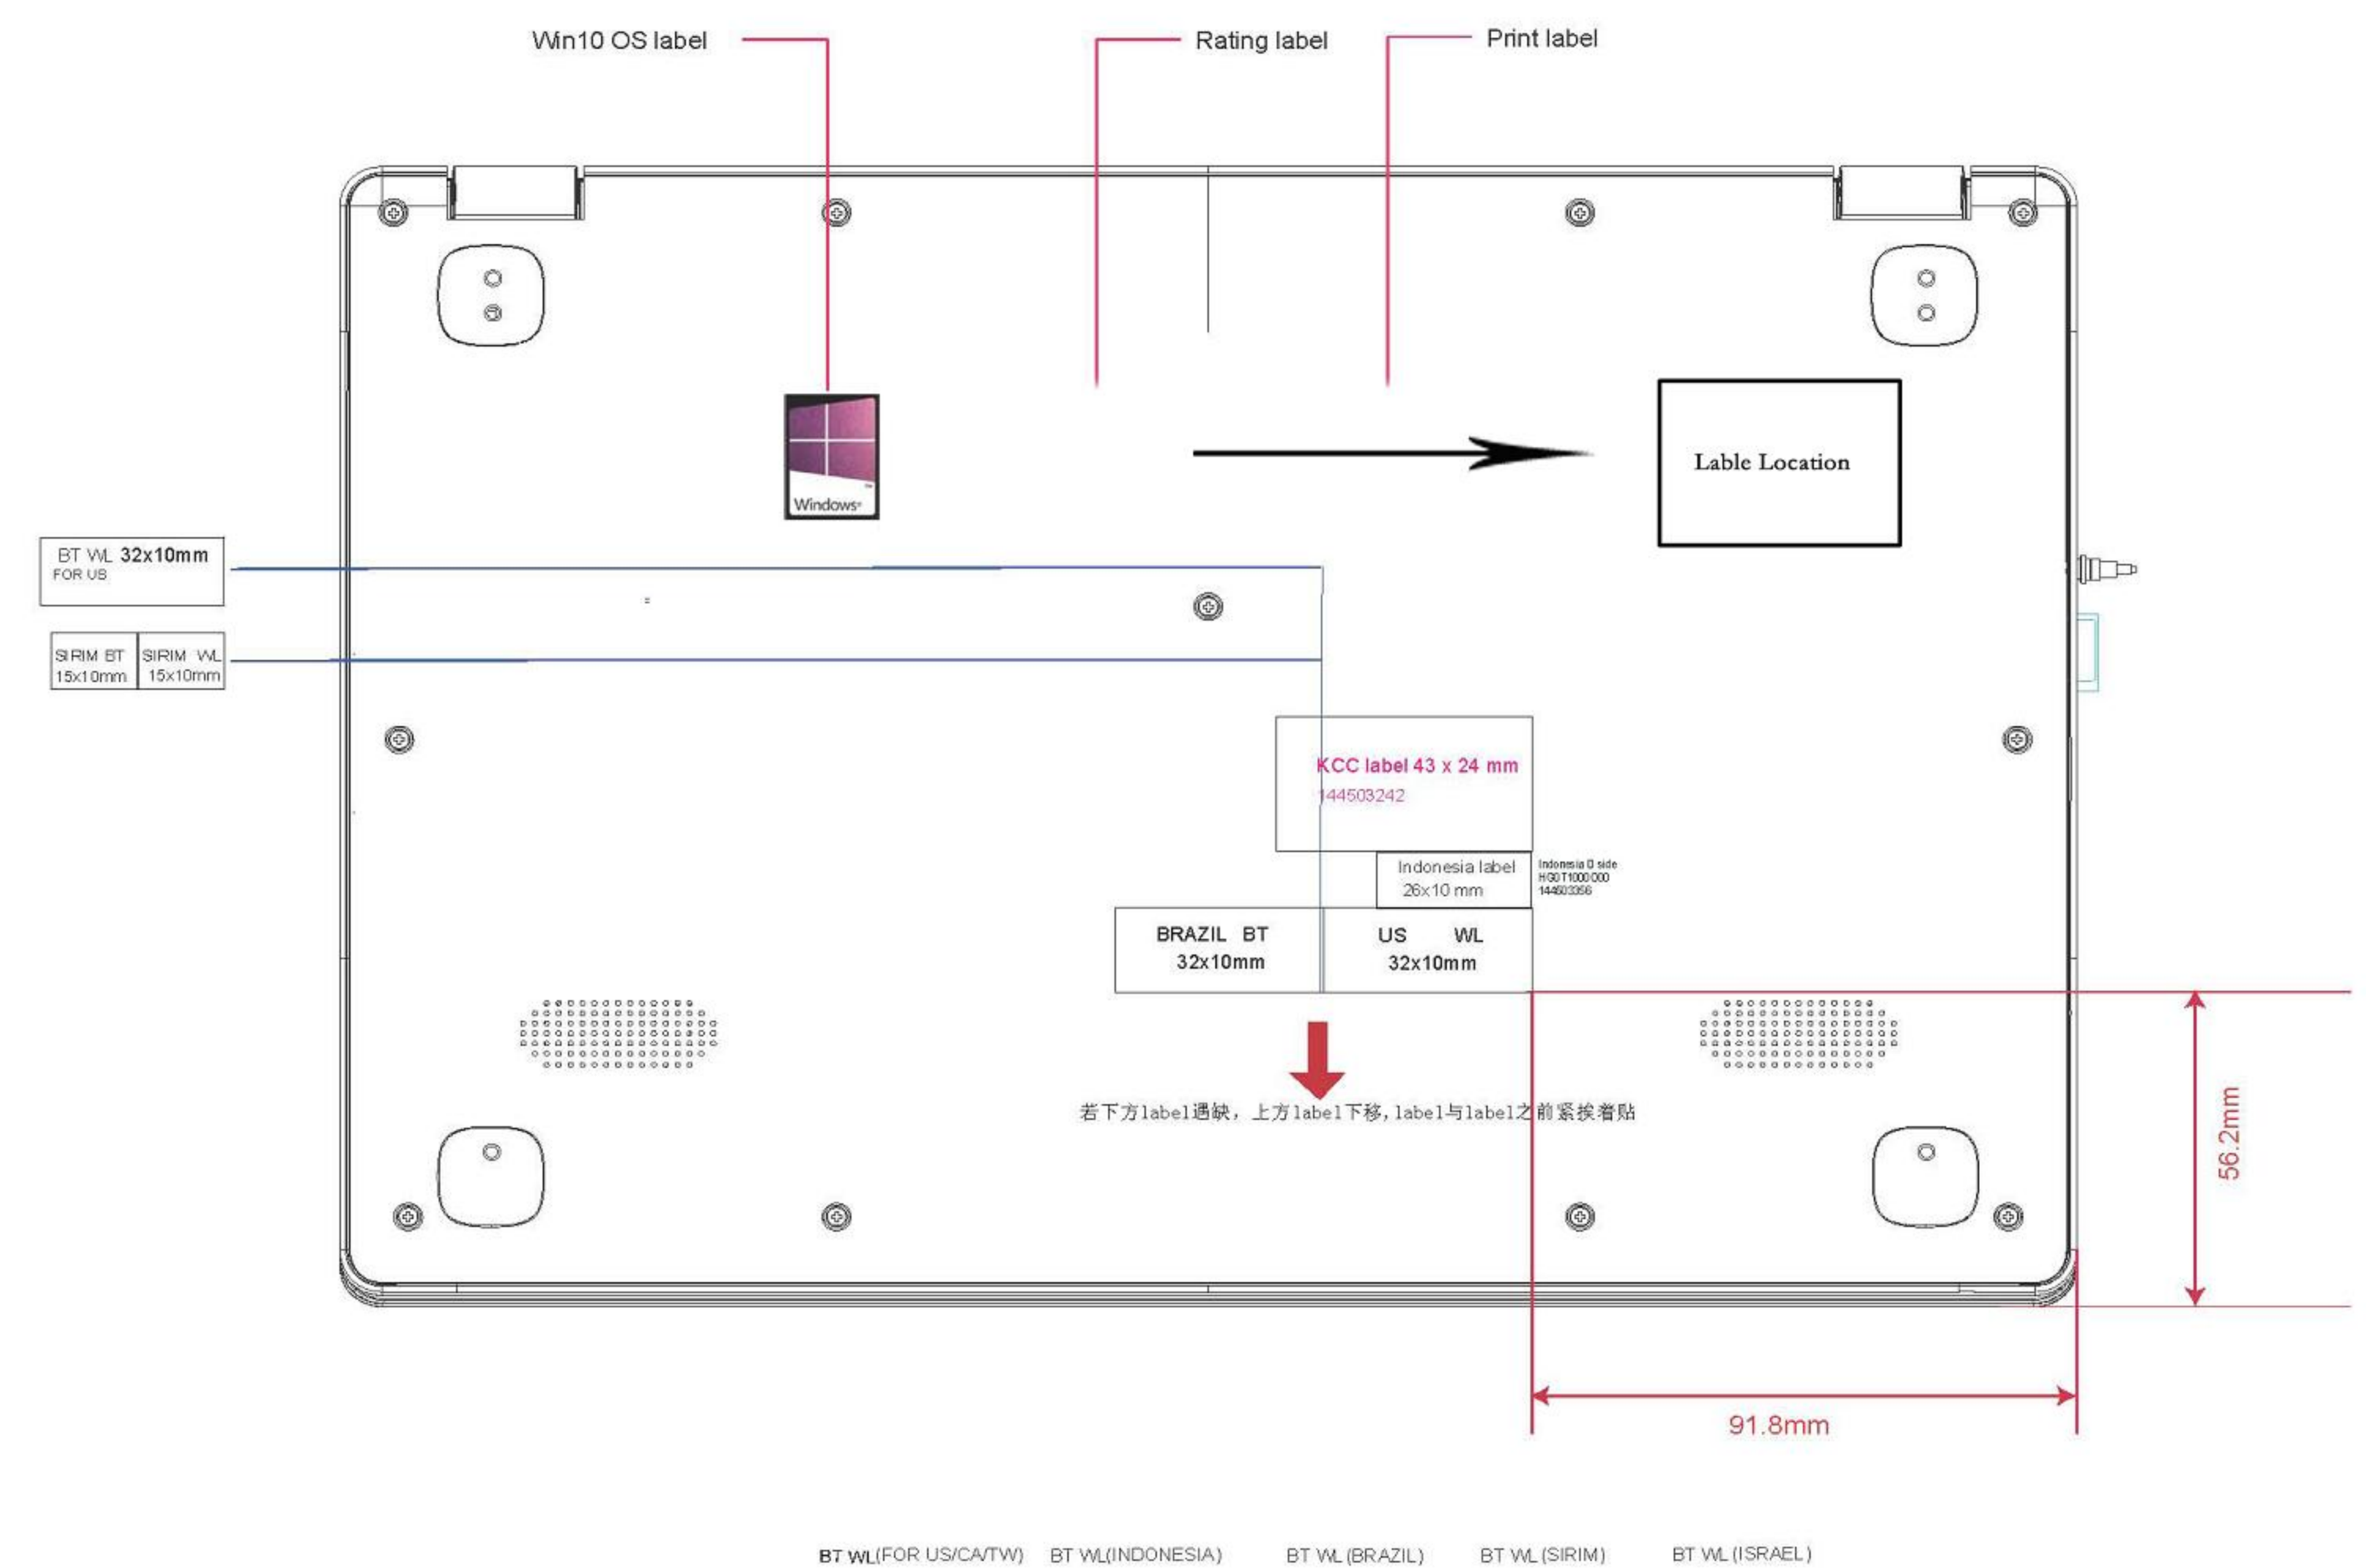 Win10 OS label
Rating label
Print label
Windows
Lable Location
BT WL 32x10mm
FOR US
SIRIM BT
15x10mm
SIRIM WL
15x10mm
KCC label 43 x 24 mm
144503242
Indonesia label
26x10 mm
Indonesia D side
144503356
BRAZIL BT
32x10mm
US WL
32x10mm
若下方label遇缺，上方label下移,label与label之前紧挨着贴
56.2mm
91.8mm
BT WL(FOR US/CA/TW) BT WL(INDONESIA) BT WL(BRAZIL) BT WL(SIRIM) BT WL(ISRAEL)